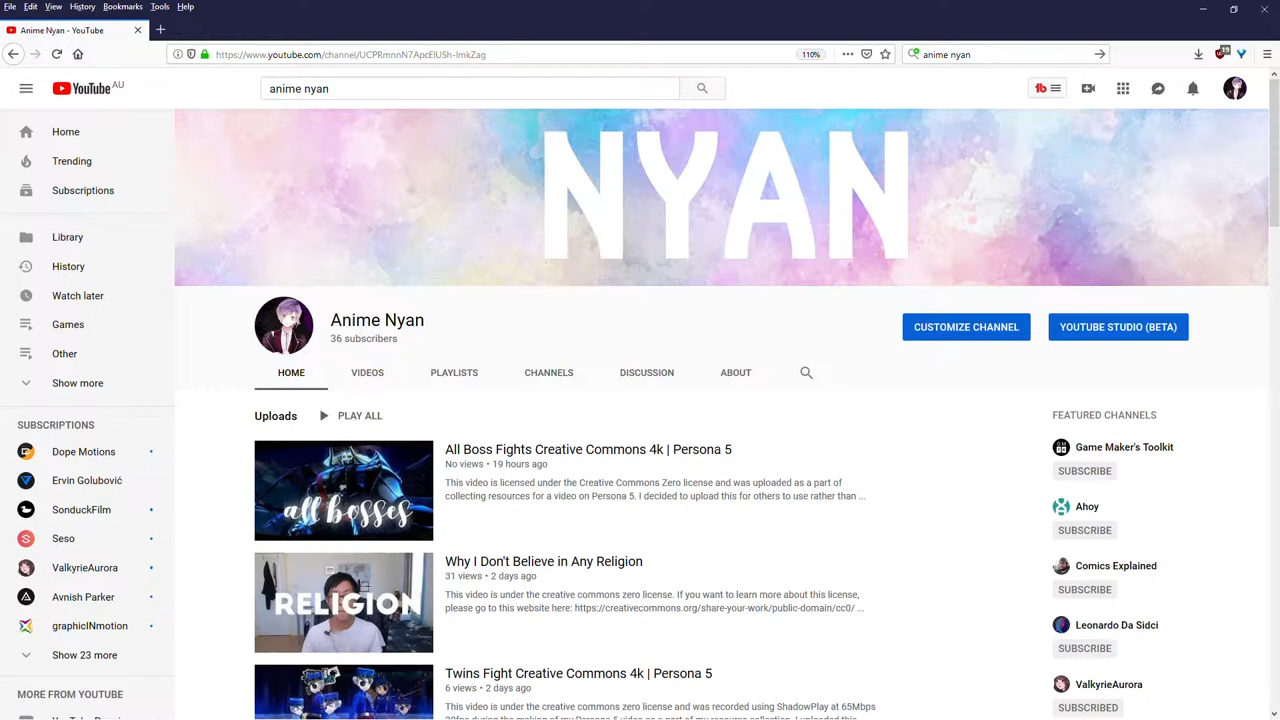 File Edit View History Bookmarks Tools Help
Anime Nyan - YouTube
110%
19
anime nyan
YouTube AU
anime nyan
Home
Trending
Subscriptions
Library
History
Watch later
Games
Other
Show more
SUBSCRIPTIONS
Dope Motions
Ervin Golubović
SonduckFilm
Seso
ValkyrieAurora
Avnish Parker
graphicINmotion
Show 23 more
MORE FROM YOUTUBE
NYAN
Anime Nyan
36 subscribers
CUSTOMIZE CHANNEL
YOUTUBE STUDIO (BETA)
HOME VIDEOS PLAYLISTS CHANNELS DISCUSSION ABOUT
Uploads PLAY ALL
all bosses
All Boss Fights Creative Commons 4k | Persona 5
No views • 19 hours ago
This video is licensed under the Creative Commons Zero license and was uploaded as a part of
collecting resources for a video on Persona 5. I decided to upload this for others to use rather than ...
RELIGION
Why I Don't Believe in Any Religion
31 views • 2 days ago
This video is under the creative commons zero license. If you want to learn more about this license,
please go to this website here: https://creativecommons.org/share-your-work/public-domain/cc0/ ...
Twins Fight Creative Commons 4k | Persona 5
6 views • 2 days ago
This video is under the creative commons zero license and was recorded using ShadowPlay at 65Mbps
FEATURED CHANNELS
Game Maker's Toolkit
SUBSCRIBE
Ahoy
SUBSCRIBE
Comics Explained
SUBSCRIBE
Leonardo Da Sidci
SUBSCRIBE
ValkyrieAurora
SUBSCRIBED